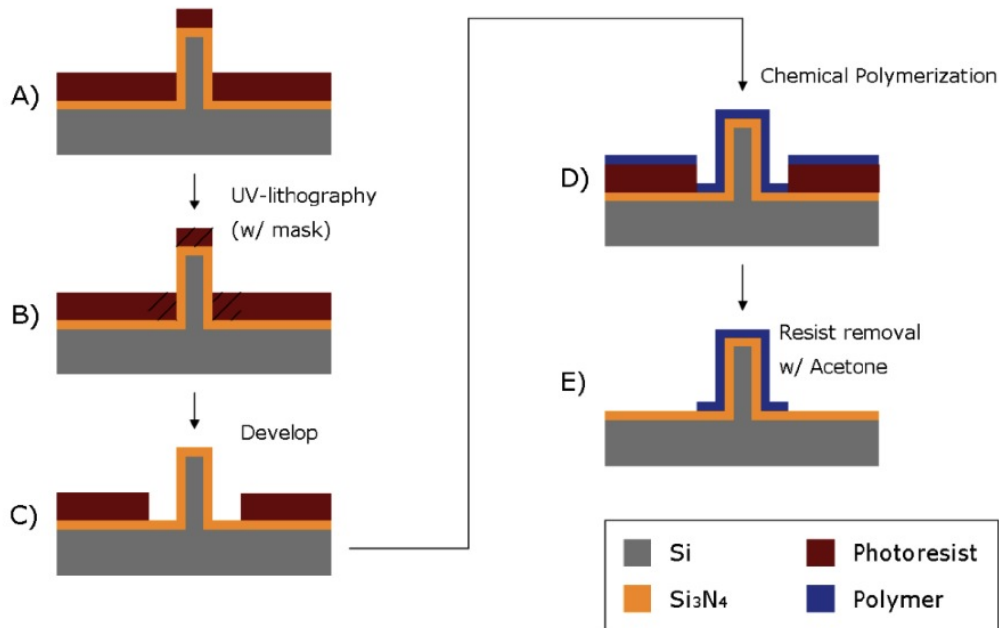 A)
UV-lithography
(w/ mask)
B)
Develop
C)
Chemical Polymerization
D)
Resist removal
w/ Acetone
E)
Si
Photoresist
Si₃N₄
Polymer